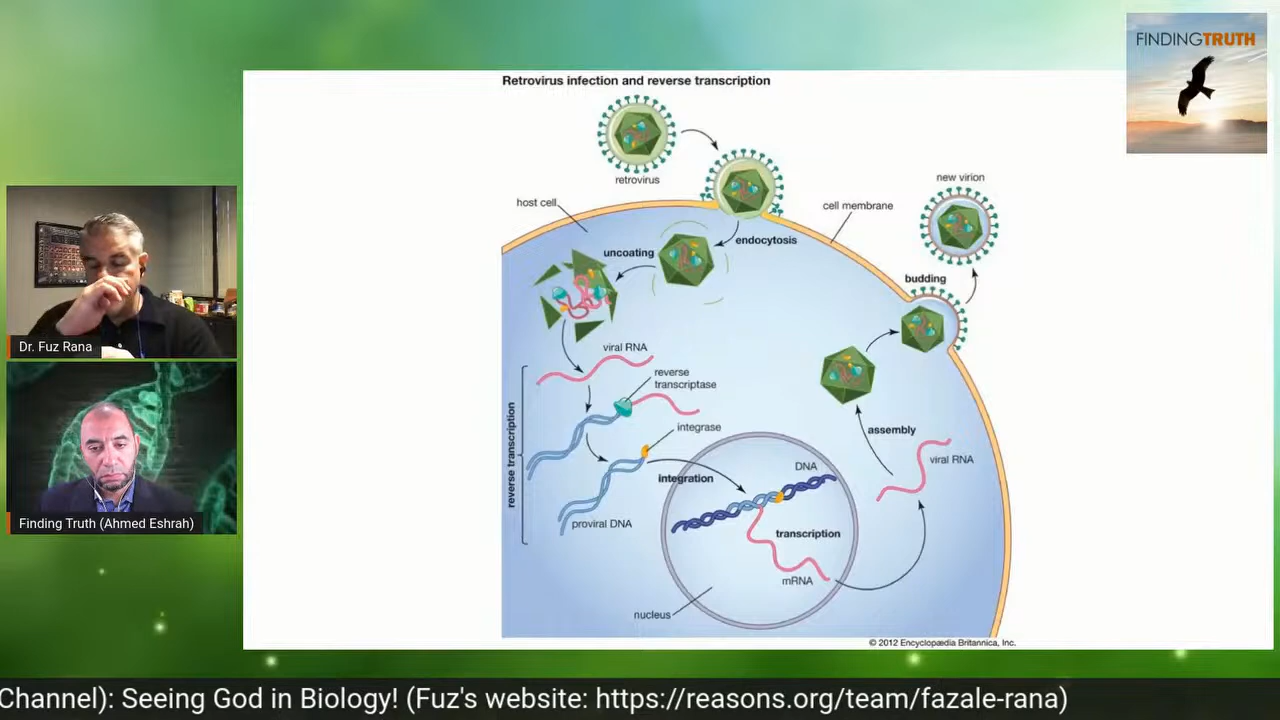 FINDINGTRUTH
Retrovirus infection and reverse transcription
retrovirus
new virion
host cell
cell membrane
endocytosis
uncoating
budding
viral RNA
reverse
transcriptase
integrase
reverse transcription
assembly
viral RNA
DNA
integration
proviral DNA
transcription
mRNA
nucleus
© 2012 Encyclopædia Britannica, Inc.
Dr. Fuz Rana
Finding Truth (Ahmed Eshrah)
Channel): Seeing God in Biology! (Fuz's website: https://reasons.org/team/fazale-rana)